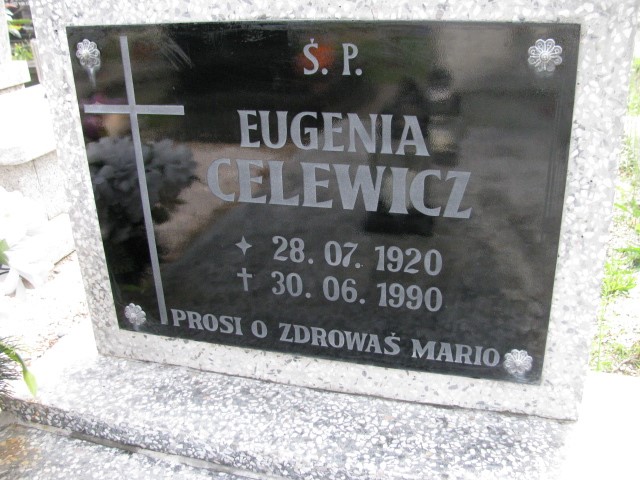 Ś. P.
EUGENIA
CELEWICZ
✦ 28. 07. 1920
✝ 30. 06. 1990
PROSI O ZDROWAŚ MARIO